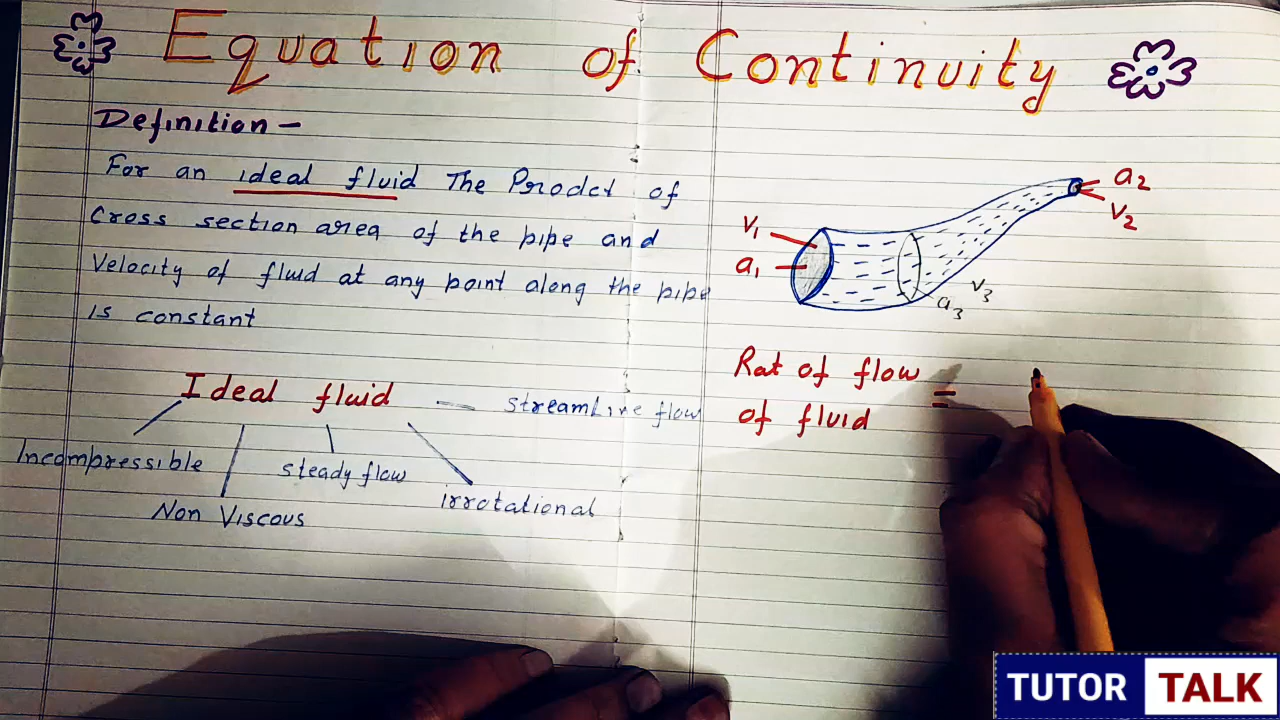 Equation of Continuity
Definition -
For an ideal fluid The Prodct of
Cross section area of the pipe and
Velocity of fluid at any point along the pipe
is constant
Ideal fluid
StreamLine flow
Incompressible
steady flow
irrotational
Non Viscous
V₁
a₁
a₂
V₂
V₃
a₃
Rat of flow
of fluid =
TUTOR TALK